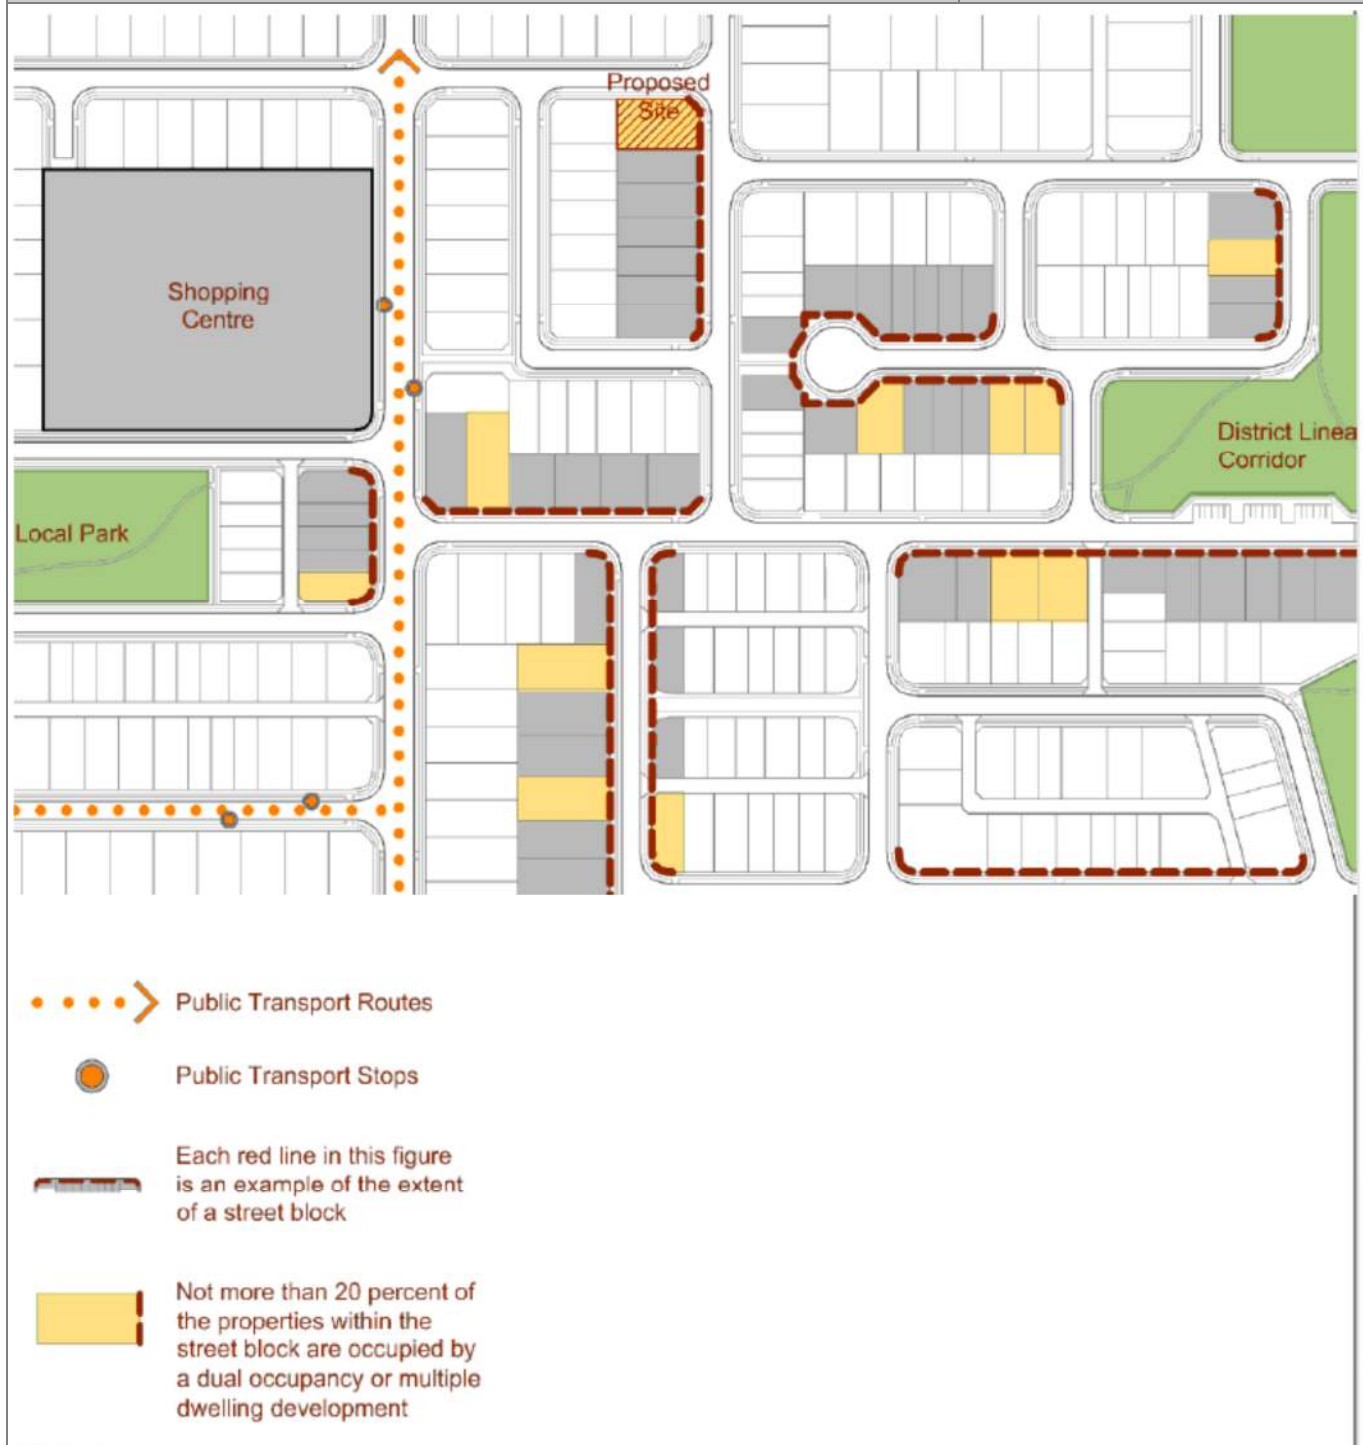 Proposed
Site
Shopping
Centre
District Linea
Corridor
Local Park
Public Transport Routes
Public Transport Stops
Each red line in this figure
is an example of the extent
of a street block
Not more than 20 percent of
the properties within the
street block are occupied by
a dual occupancy or multiple
dwelling development